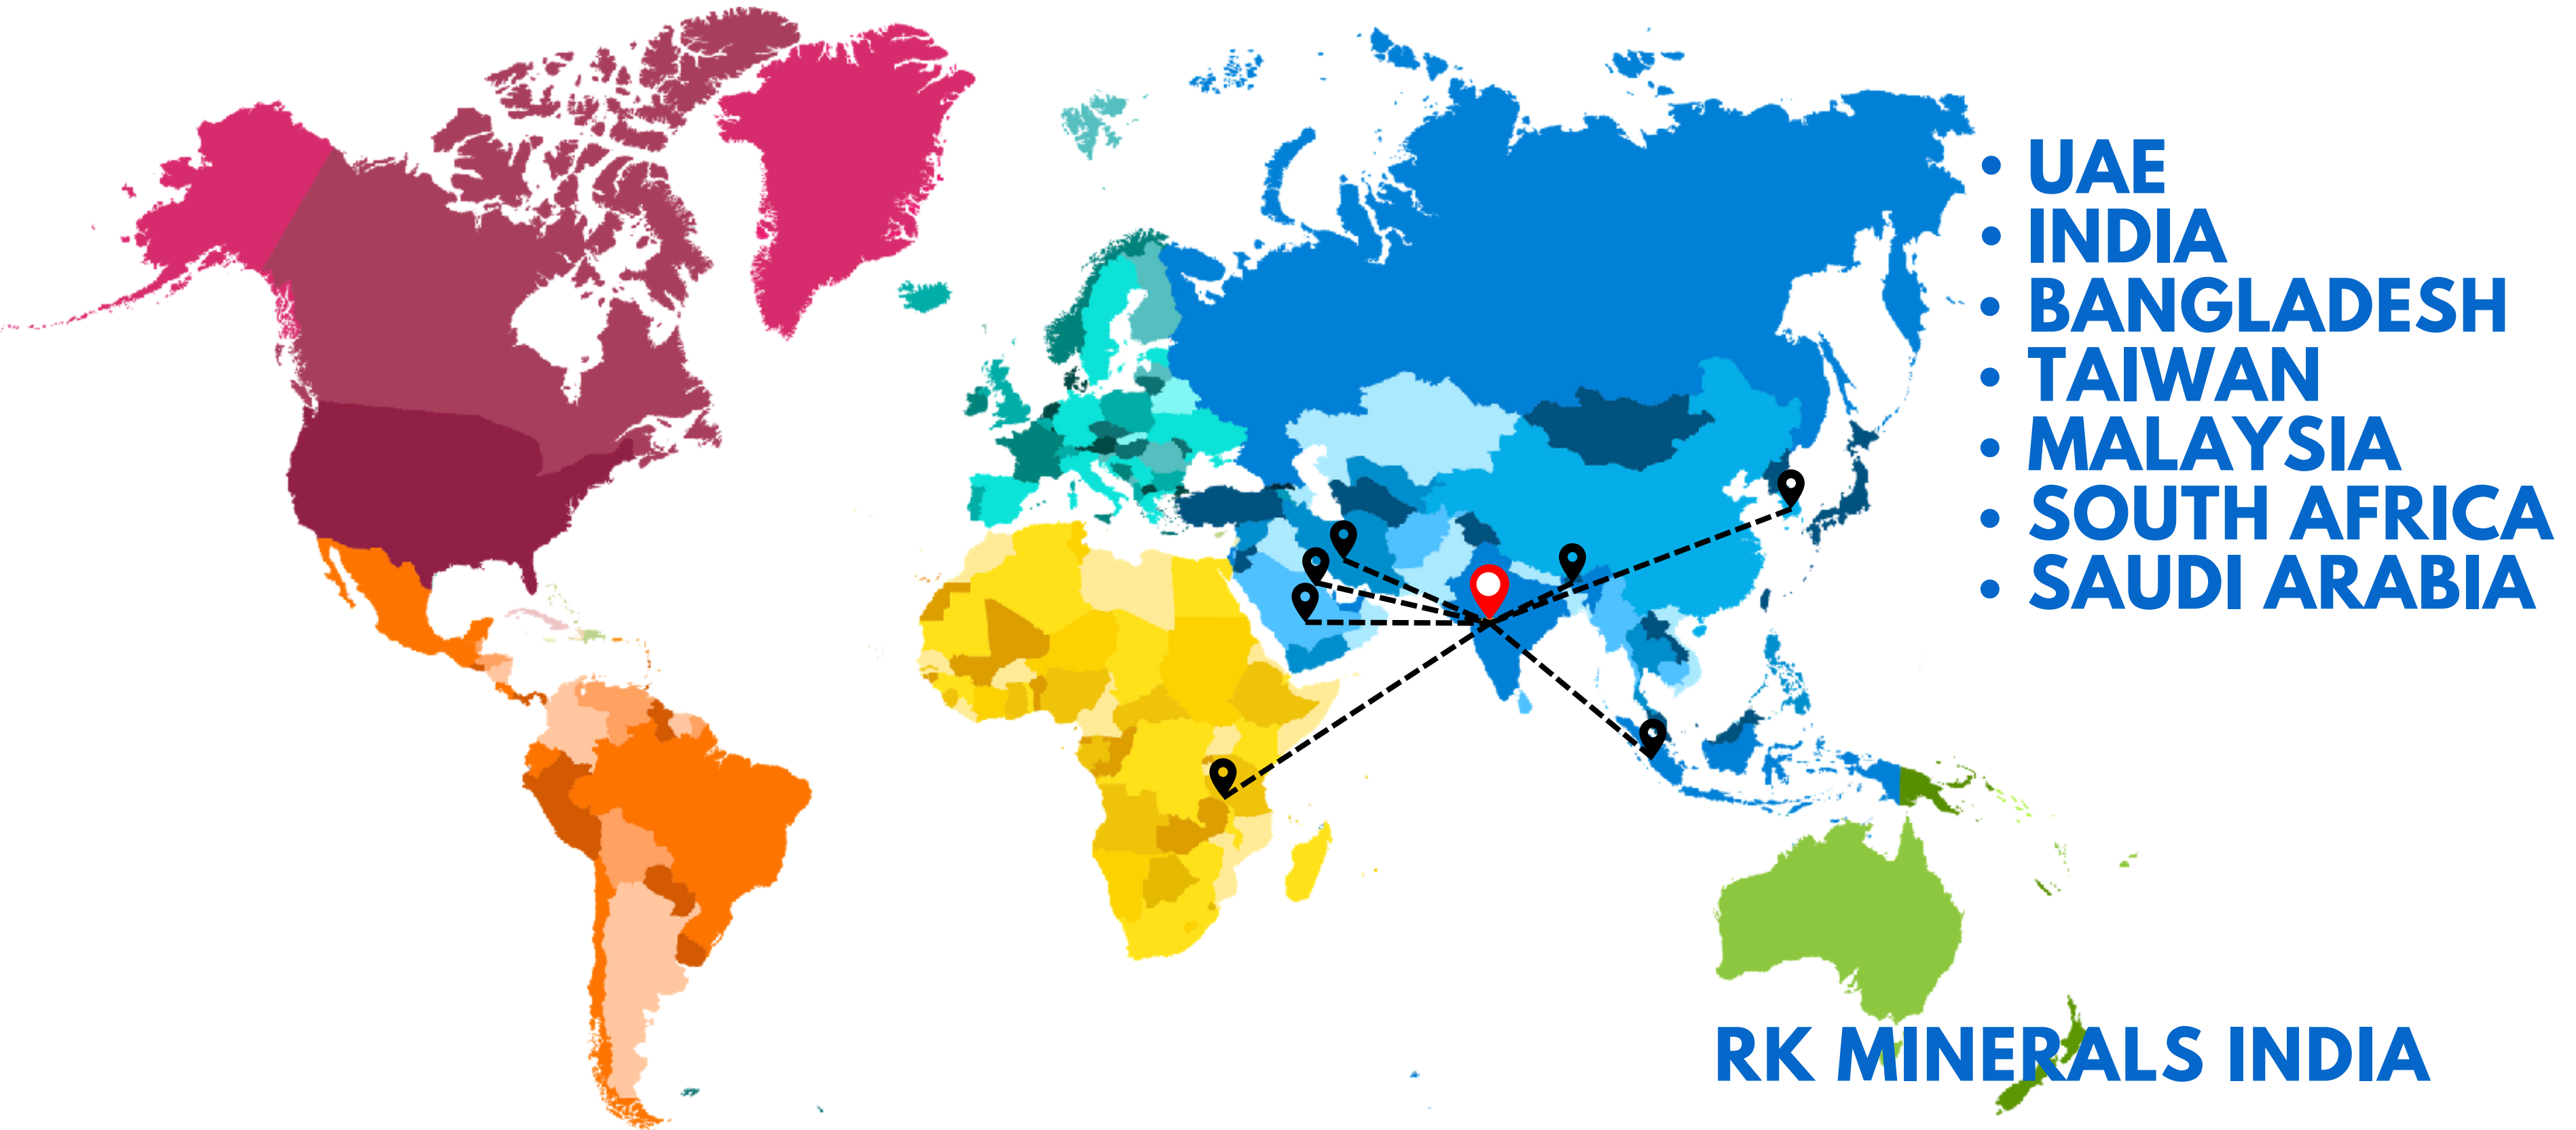 • UAE
• INDIA
• BANGLADESH
• TAIWAN
• MALAYSIA
• SOUTH AFRICA
• SAUDI ARABIA
RK MINERALS INDIA